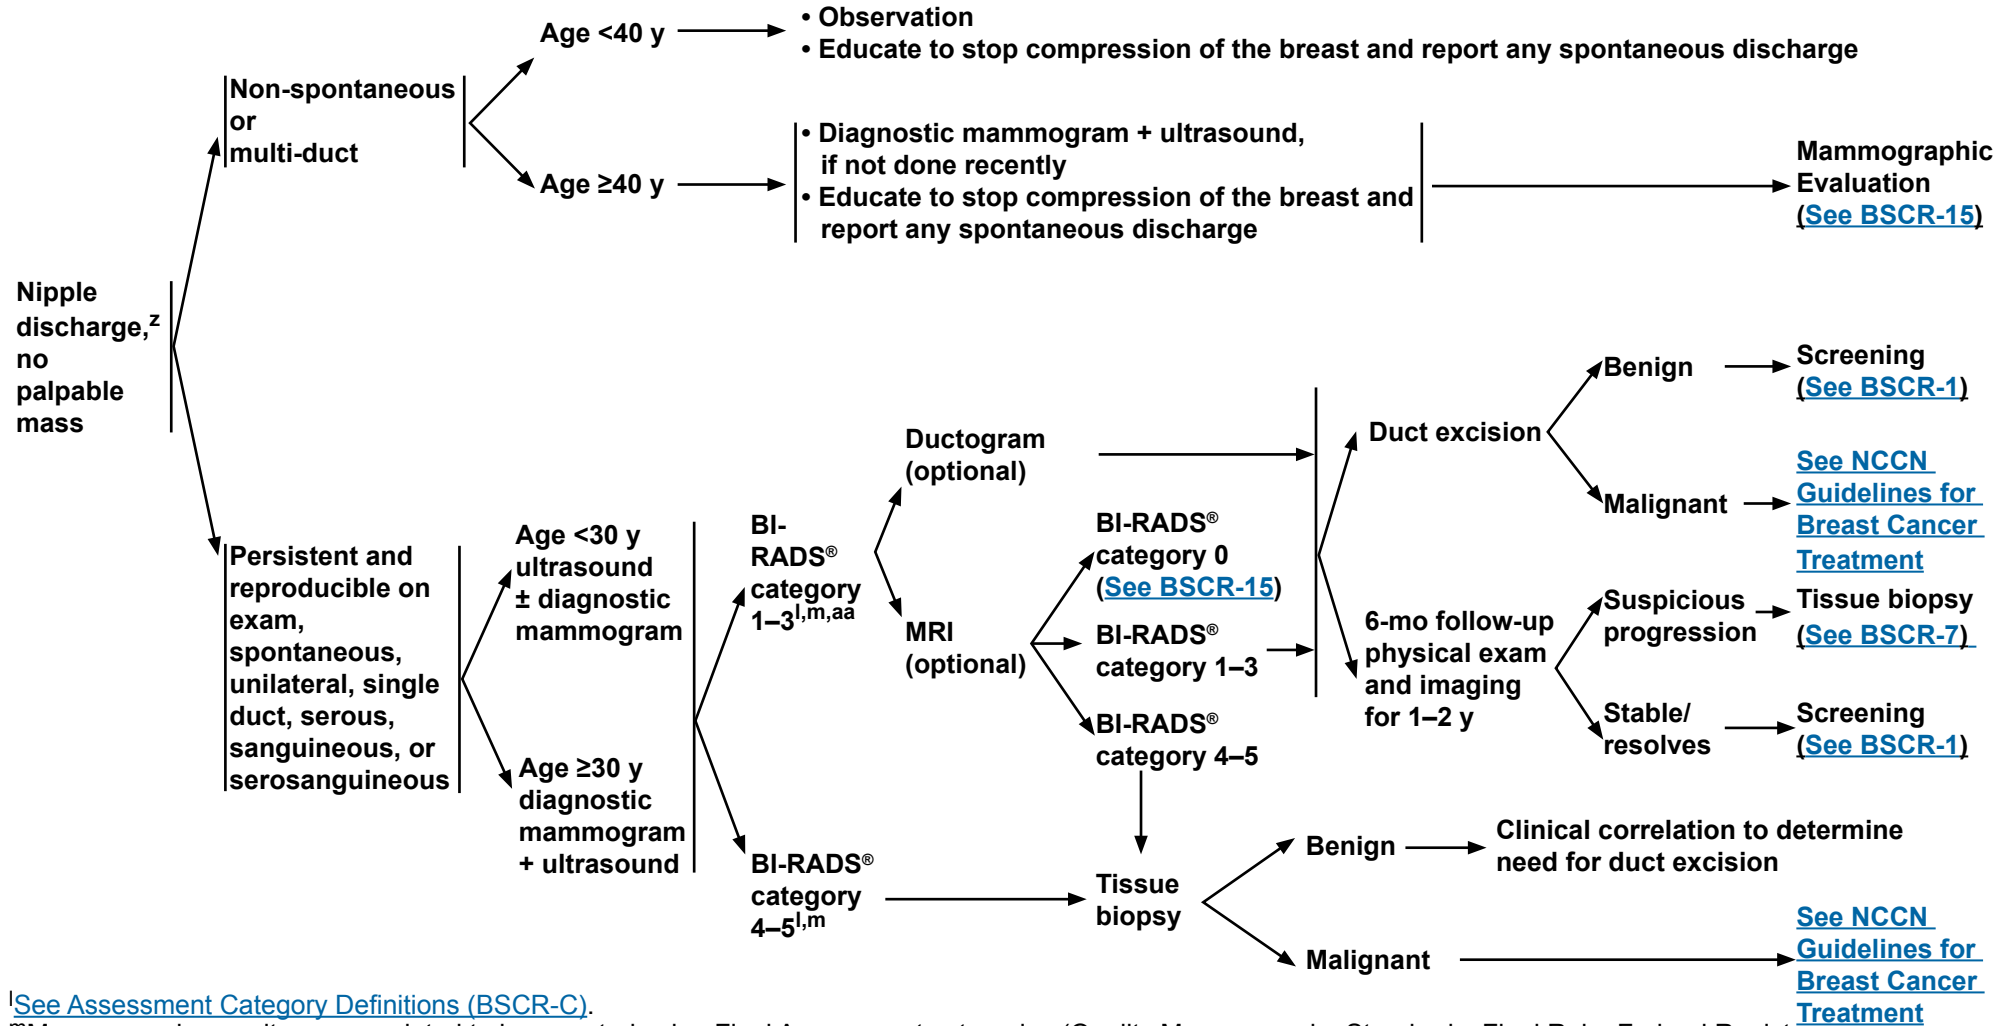 Nipple
discharge,z
no
palpable
mass
Non-spontaneous
or
multi-duct
Age <40 y
• Observation
• Educate to stop compression of the breast and report any spontaneous discharge
Age ≥40 y
• Diagnostic mammogram + ultrasound,
if not done recently
• Educate to stop compression of the breast and
report any spontaneous discharge
Mammographic
Evaluation
(See BSCR-15)
Persistent and
reproducible on
exam,
spontaneous,
unilateral, single
duct, serous,
sanguineous, or
serosanguineous
Age <30 y
ultrasound
± diagnostic
mammogram
Age ≥30 y
diagnostic
mammogram
+ ultrasound
BI-
RADS®
category
1–3l,m,aa
BI-RADS®
category
4–5l,m
Ductogram
(optional)
MRI
(optional)
BI-RADS®
category 0
(See BSCR-15)
BI-RADS®
category 1–3
BI-RADS®
category 4–5
Tissue
biopsy
Duct excision
Benign
Screening
(See BSCR-1)
Malignant
See NCCN
Guidelines for
Breast Cancer
Treatment
6-mo follow-up
physical exam
and imaging
for 1–2 y
Suspicious
progression
Tissue biopsy
(See BSCR-7)
Stable/
resolves
Screening
(See BSCR-1)
Benign
Clinical correlation to determine
need for duct excision
Malignant
See NCCN
Guidelines for
Breast Cancer
Treatment
lSee Assessment Category Definitions (BSCR-C).